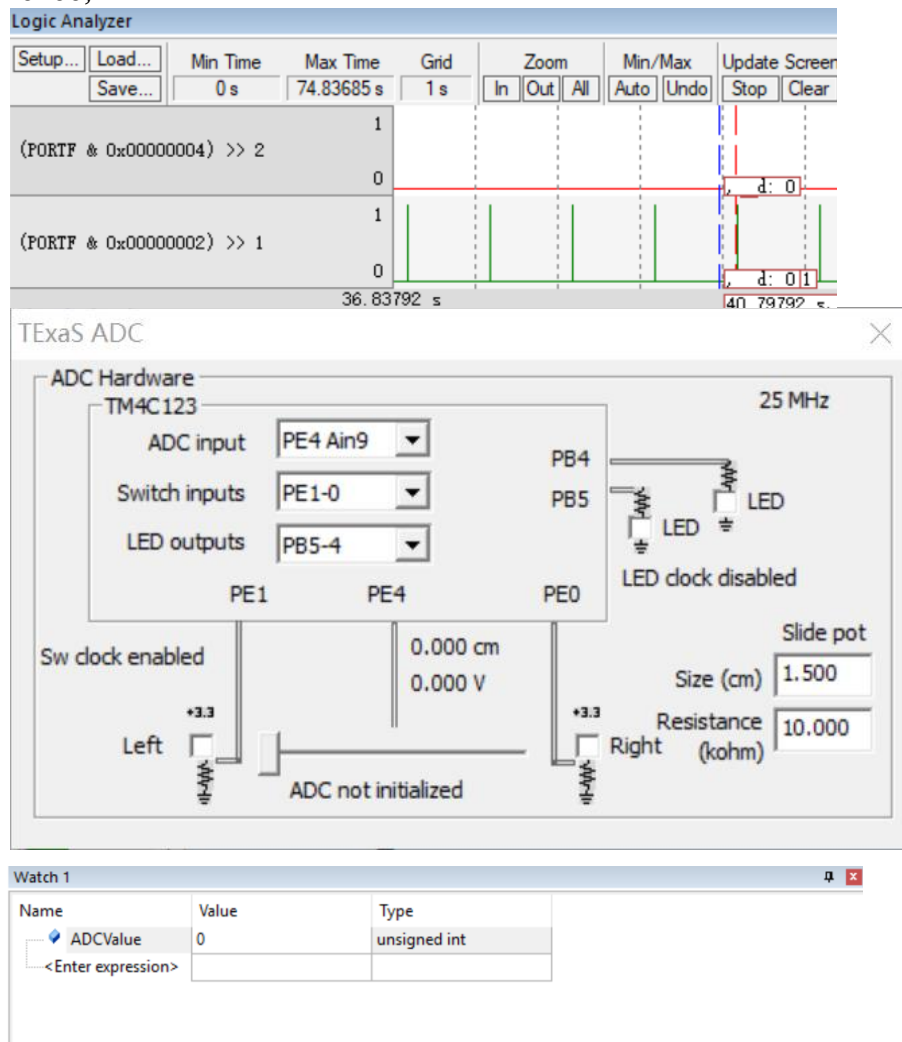 Logic Analyzer
Setup... Load... Min Time Max Time Grid Zoom Min/Max Update Screen
Save... 0 s 74.83685 s 1 s In Out All Auto Undo Stop Clear
1
(PORTF & 0x00000004) >> 2
0
, d: 0
1
(PORTF & 0x00000002) >> 1
0
, d: 0 1
36.83792 s 40.79792 s,
TExaS ADC
ADC Hardware
TM4C123 25 MHz
ADC input PE4 Ain9
PB4
Switch inputs PE1-0 PB5 LED
LED outputs PB5-4 LED
LED clock disabled
PE1 PE4 PE0
Slide pot
Sw clock enabled 0.000 cm
Size (cm) 1.500
0.000 V
+3.3 +3.3
Resistance (kohm) 10.000
Left Right
ADC not initialized
Watch 1
Name Value Type
ADCValue 0 unsigned int
<Enter expression>